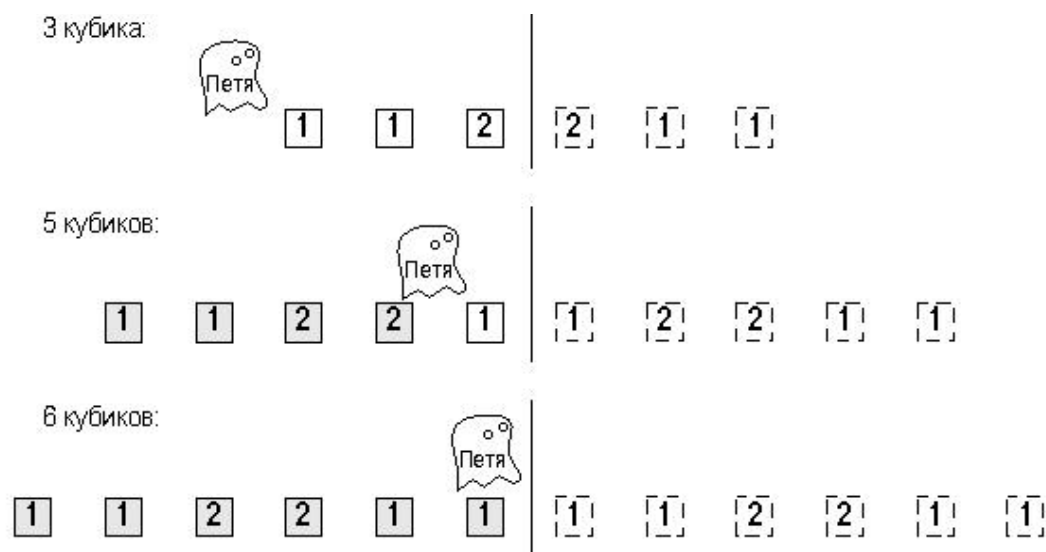 3 кубика:
Петя
1 1 2 2 1 1
5 кубиков:
Петя
1 1 2 2 1 1 2 2 1 1
6 кубиков:
Петя
1 1 2 2 1 1 1 1 2 2 1 1